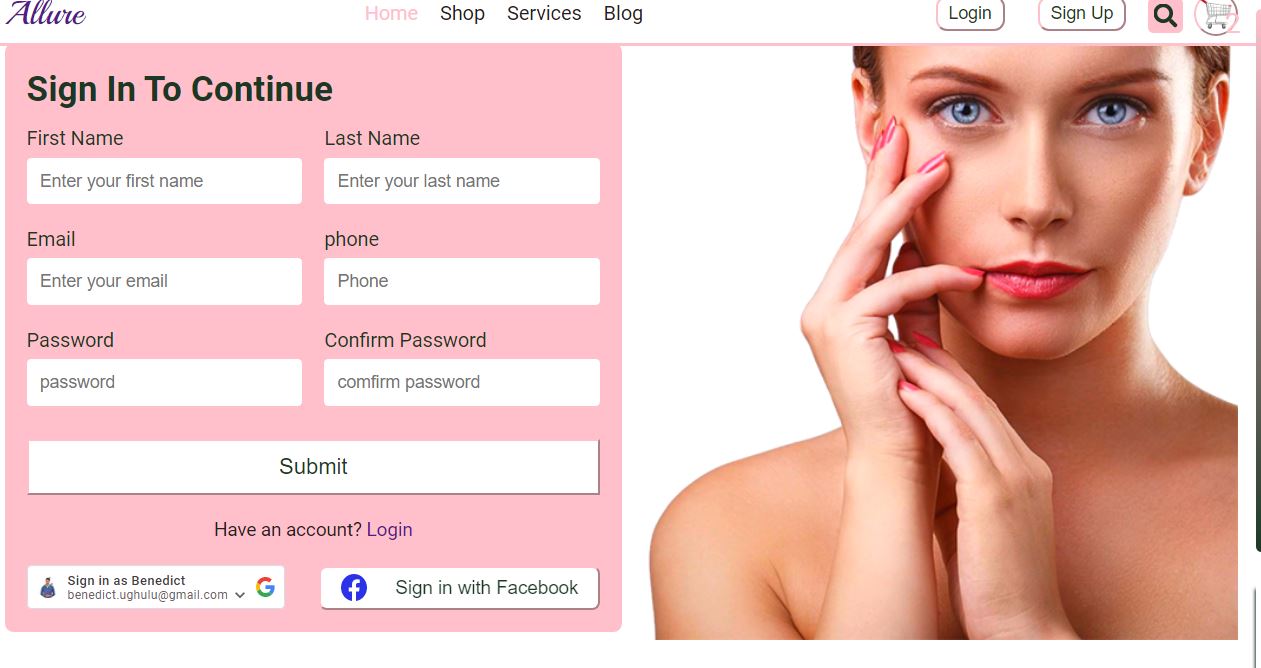 Allure
Home Shop Services Blog
Login Sign Up
2
Sign In To Continue
First Name Last Name
Enter your first name Enter your last name
Email phone
Enter your email Phone
Password Confirm Password
password comfirm password
Submit
Have an account? Login
Sign in as Benedict
benedict.ughulu@gmail.com
Sign in with Facebook